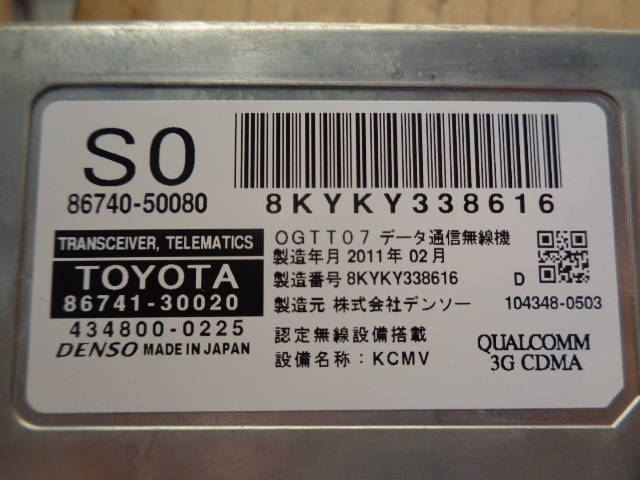 SO
86740-50080
8KYKY338616
TRANSCEIVER, TELEMATICS
TOYOTA
86741-30020
434800-0225
DENSO MADE IN JAPAN
OGTT07 データ通信無線機
製造年月 2011年 02月
製造番号 8KYKY338616
D
製造元 株式会社デンソー
104348-0503
認定無線設備搭載
設備名称：KCMV
QUALCOMM
3G CDMA